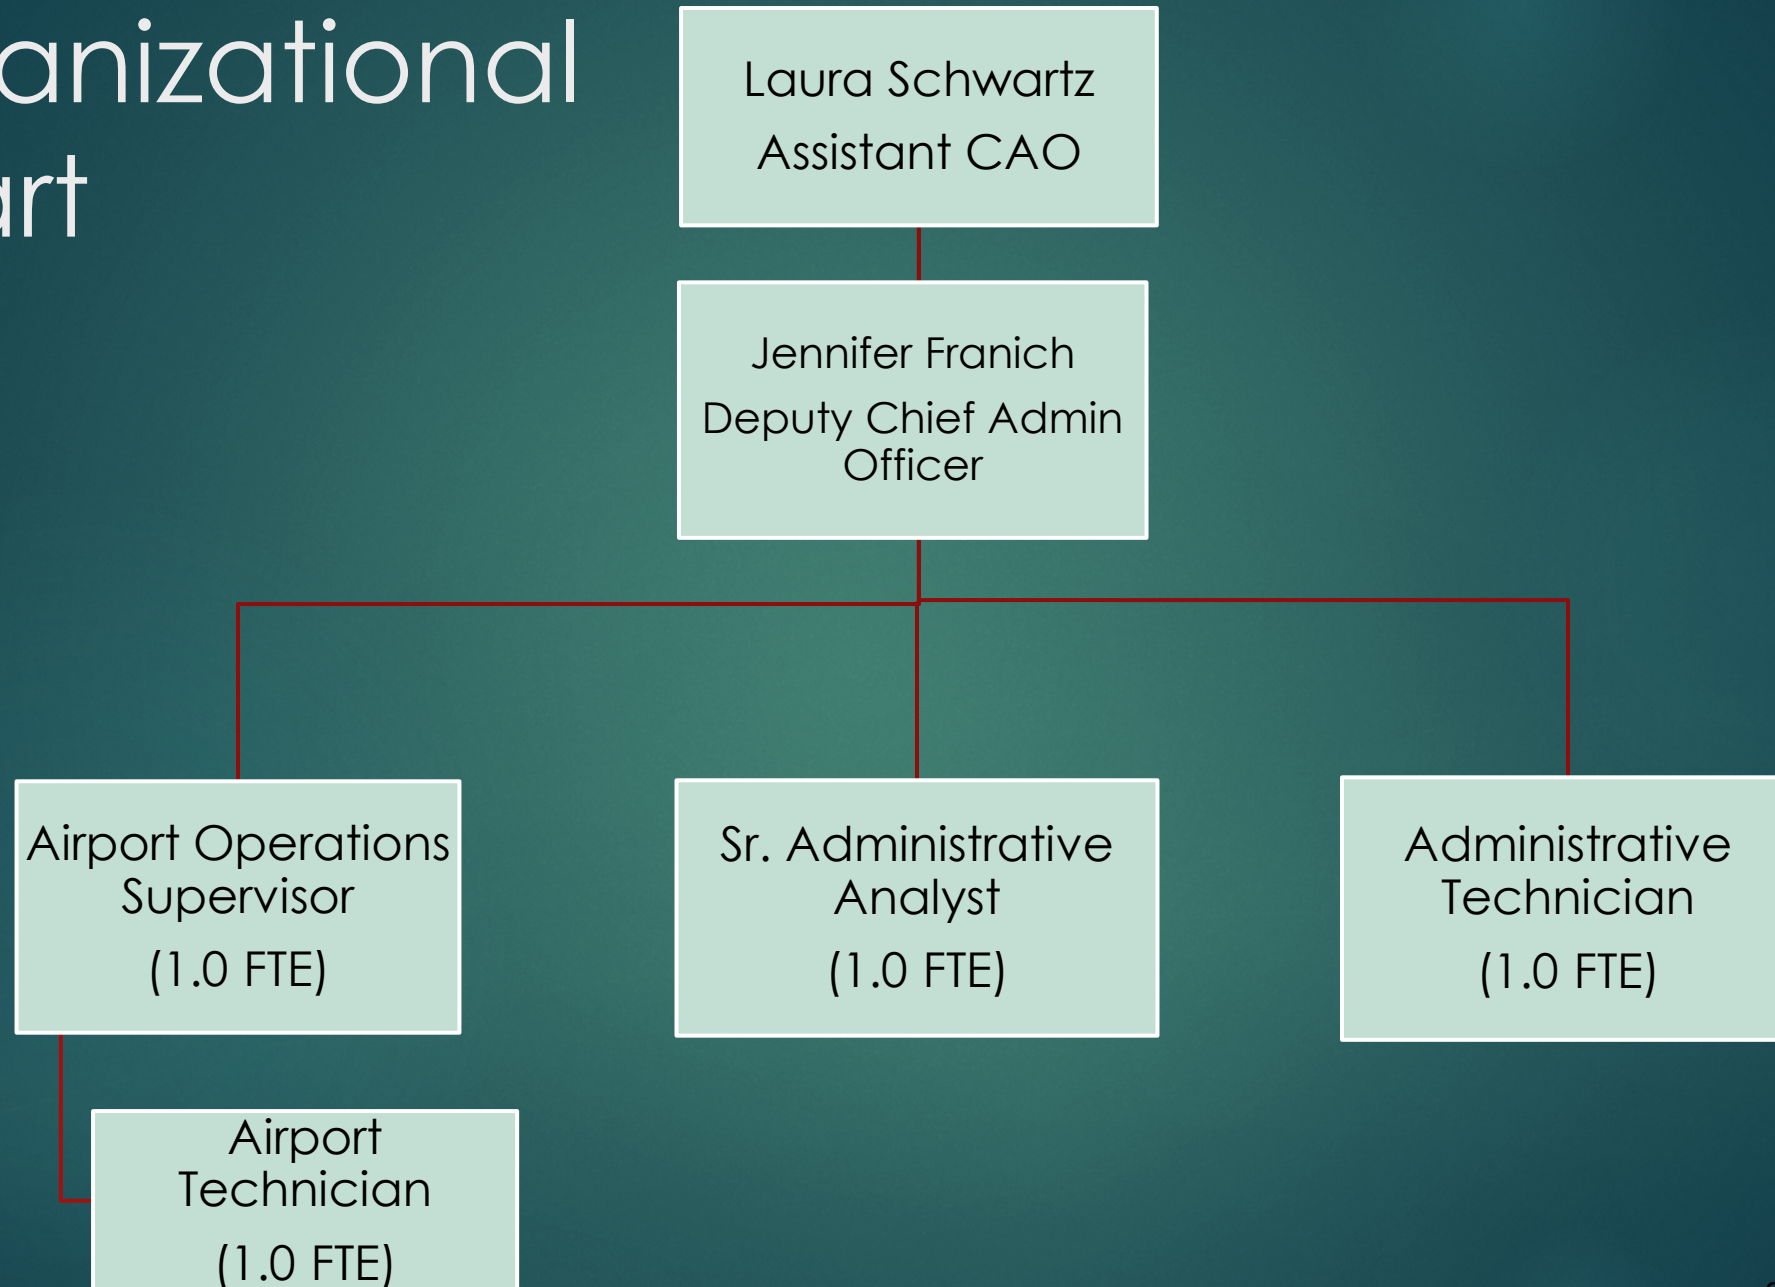 anizational
art
Laura Schwartz
Assistant CAO
Jennifer Franich
Deputy Chief Admin
Officer
Airport Operations
Supervisor
(1.0 FTE)
Sr. Administrative
Analyst
(1.0 FTE)
Administrative
Technician
(1.0 FTE)
Airport
Technician
(1.0 FTE)